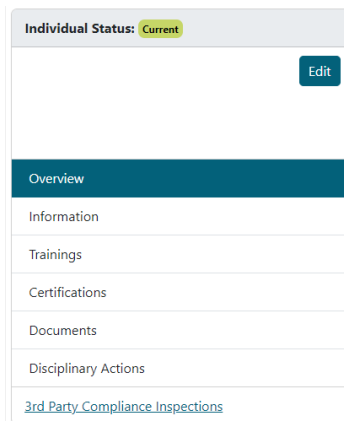 Individual Status: Current
Edit
Overview
Information
Trainings
Certifications
Documents
Disciplinary Actions
3rd Party Compliance Inspections